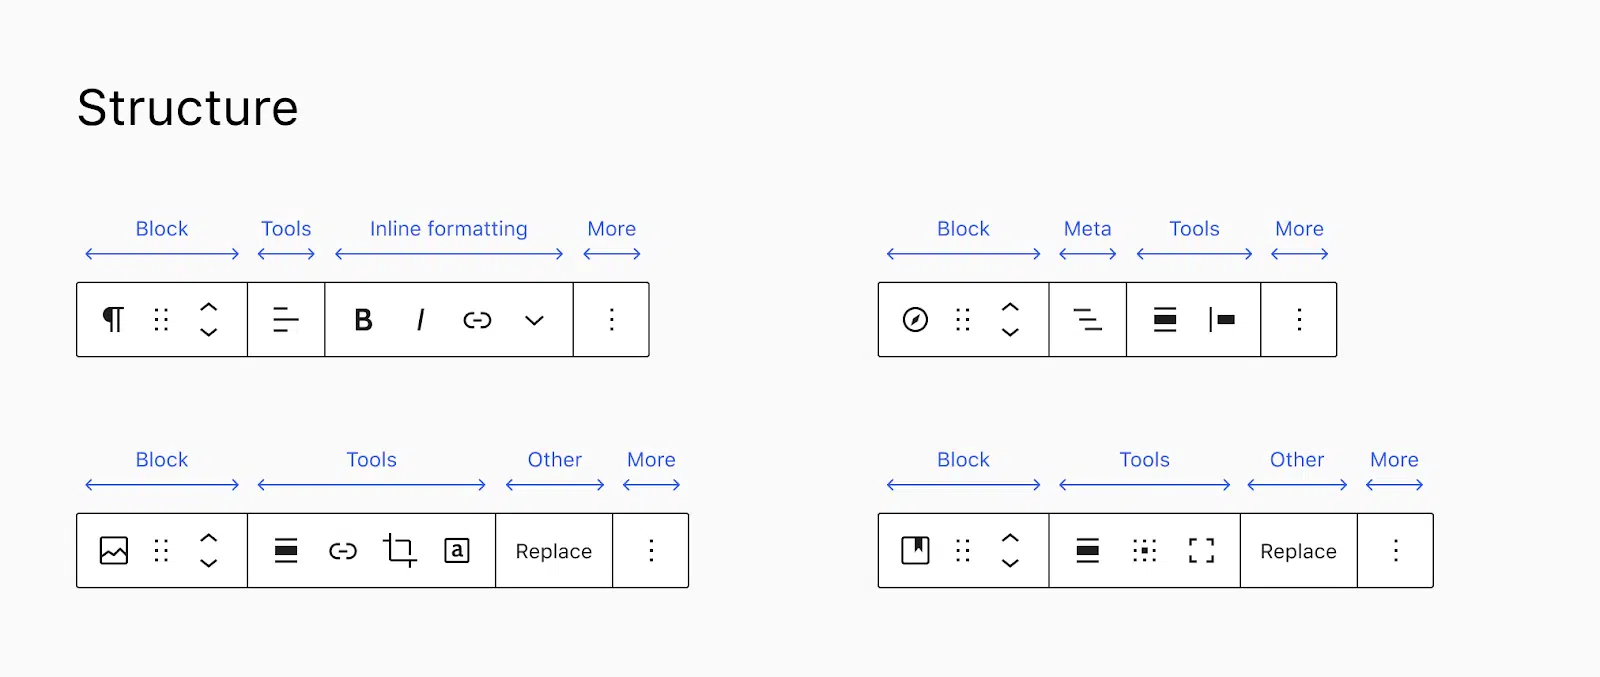 Structure
Block Tools Inline formatting More
B I
Block Meta Tools More
Block Tools Other More
a Replace
Block Tools Other More
Replace